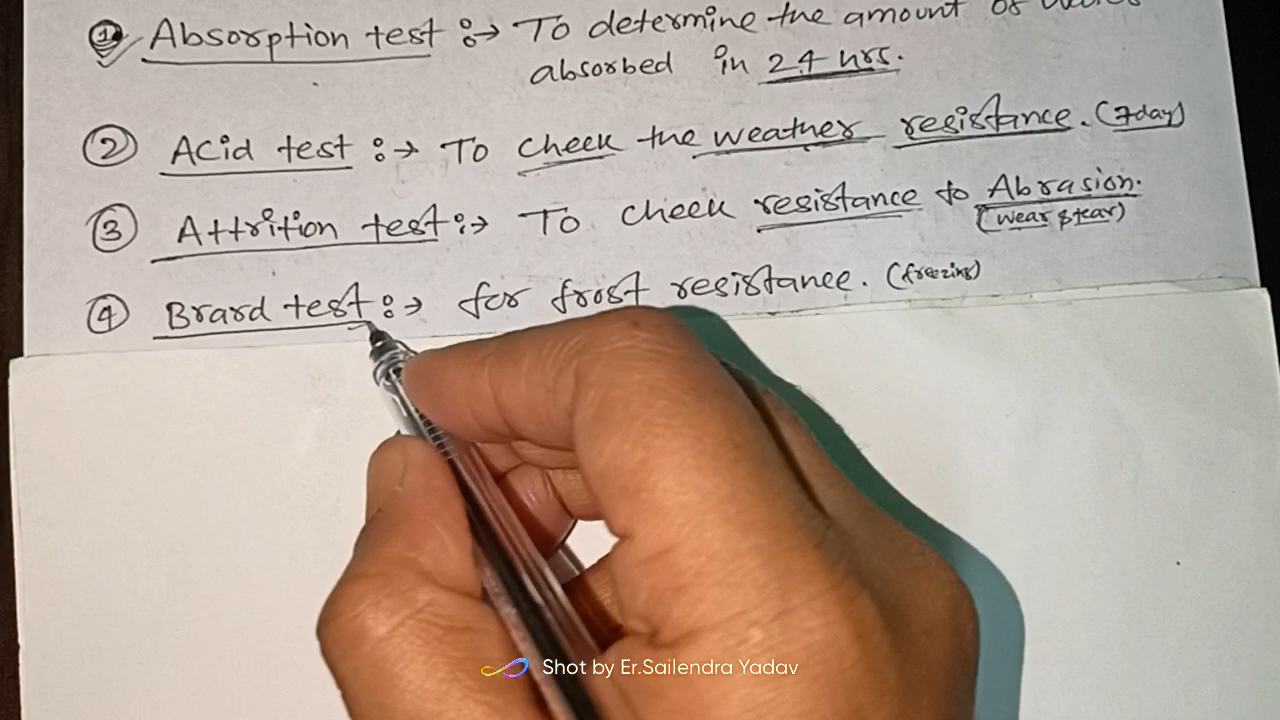 ① Absorption test :→ To determine the amount of
absorbed in 24 hrs.
② Acid test :→ To check the weather resistance. (7day)
③ Attrition test :→ To check resistance to Abrasion.
(wear & tear)
④ Brard test :→ for frost resistance. (freezing)
Shot by Er.Sailendra Yadav